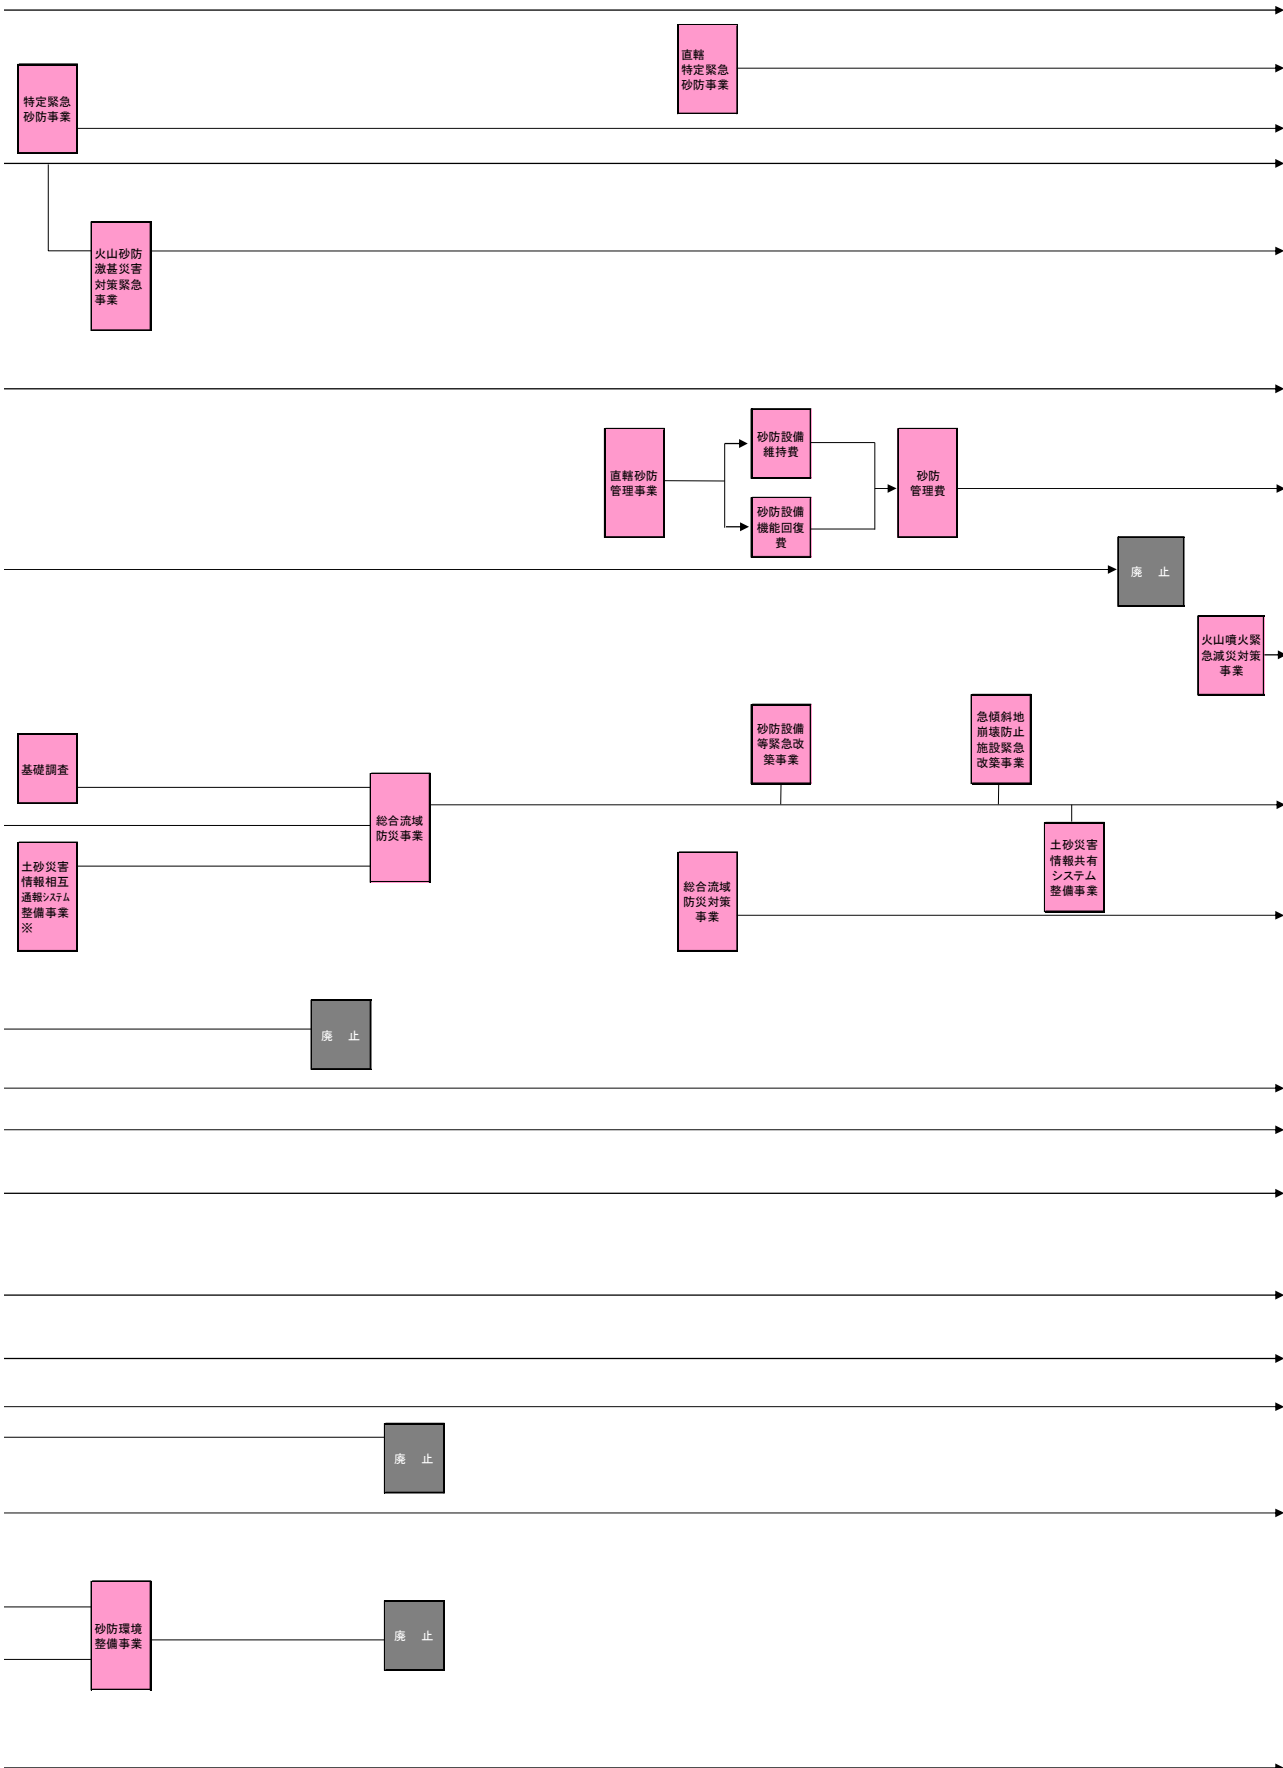 直轄
特定緊急
砂防事業
特定緊急
砂防事業
火山砂防
激甚災害
対策緊急
事業
直轄砂防
管理事業
砂防設備
維持費
砂防設備
機能回復
費
砂防
管理費
廃 止
火山噴火緊
急減災対策
事業
基礎調査
土砂災害
情報相互
通報ｼｽﾃﾑ
整備事業
※
総合流域
防災事業
砂防設備
等緊急改
築事業
総合流域
防災対策
事業
急傾斜地
崩壊防止
施設緊急
改築事業
土砂災害
情報共有
システム
整備事業
廃 止
廃 止
砂防環境
整備事業
廃 止